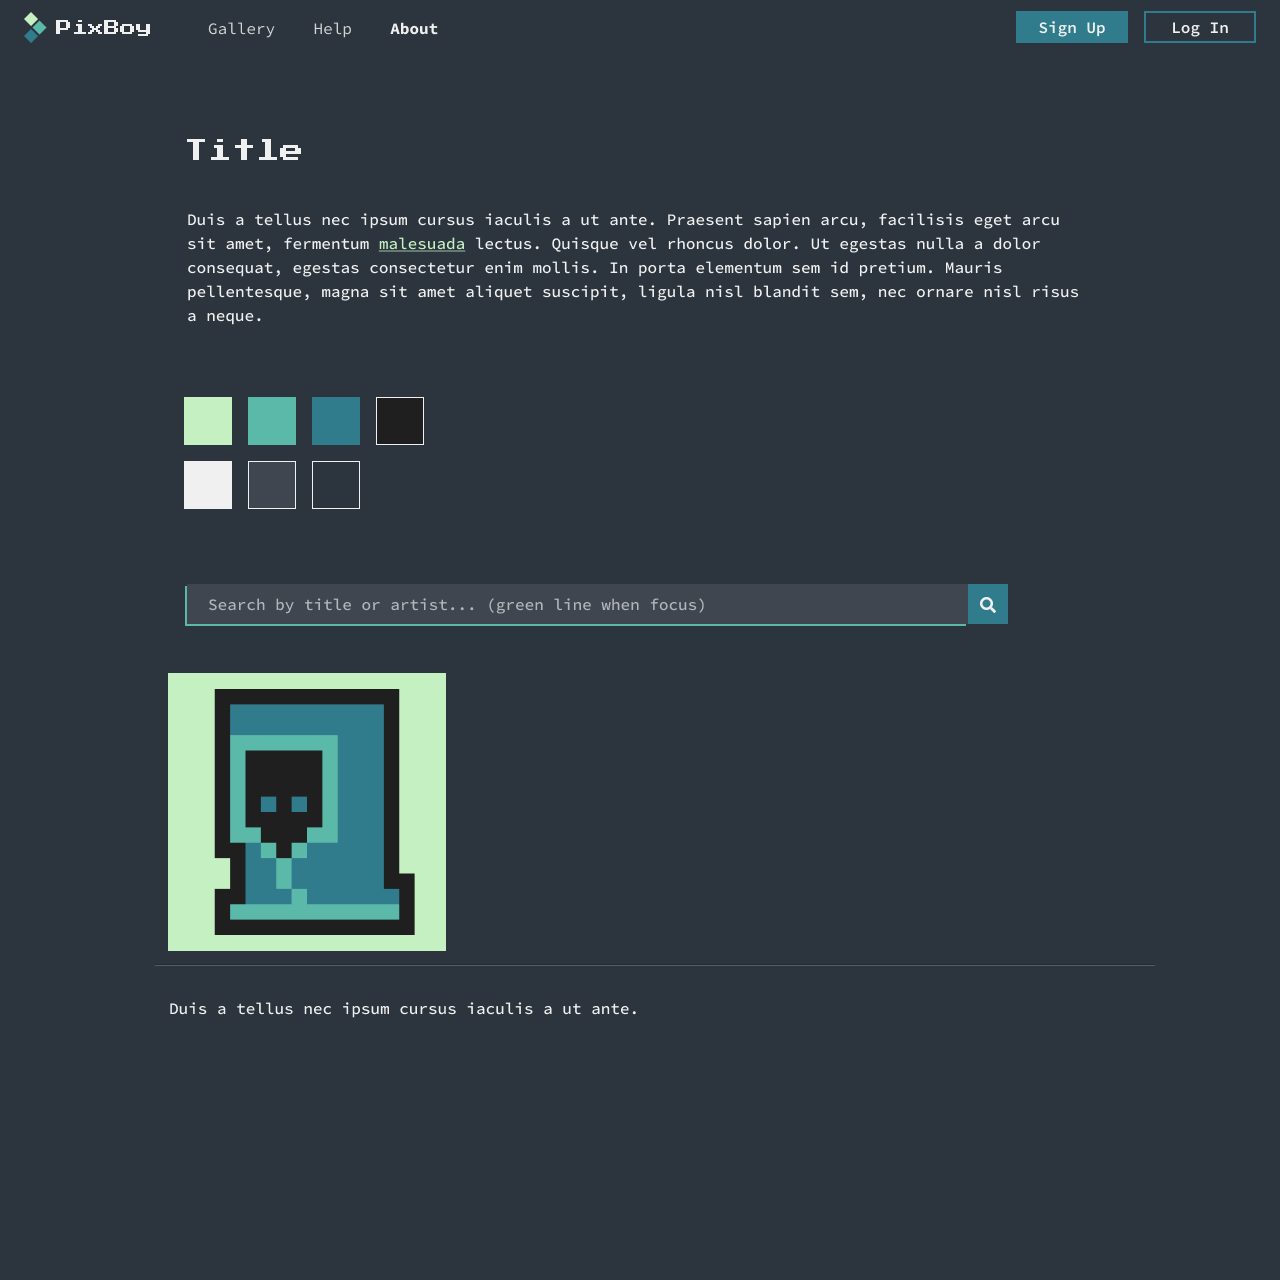 PixBoy
Gallery Help About
Sign Up Log In
Title
Duis a tellus nec ipsum cursus iaculis a ut ante. Praesent sapien arcu, facilisis eget arcu
sit amet, fermentum malesuada lectus. Quisque vel rhoncus dolor. Ut egestas nulla a dolor
consequat, egestas consectetur enim mollis. In porta elementum sem id pretium. Mauris
pellentesque, magna sit amet aliquet suscipit, ligula nisl blandit sem, nec ornare nisl risus
a neque.
Search by title or artist... (green line when focus)
Duis a tellus nec ipsum cursus iaculis a ut ante.